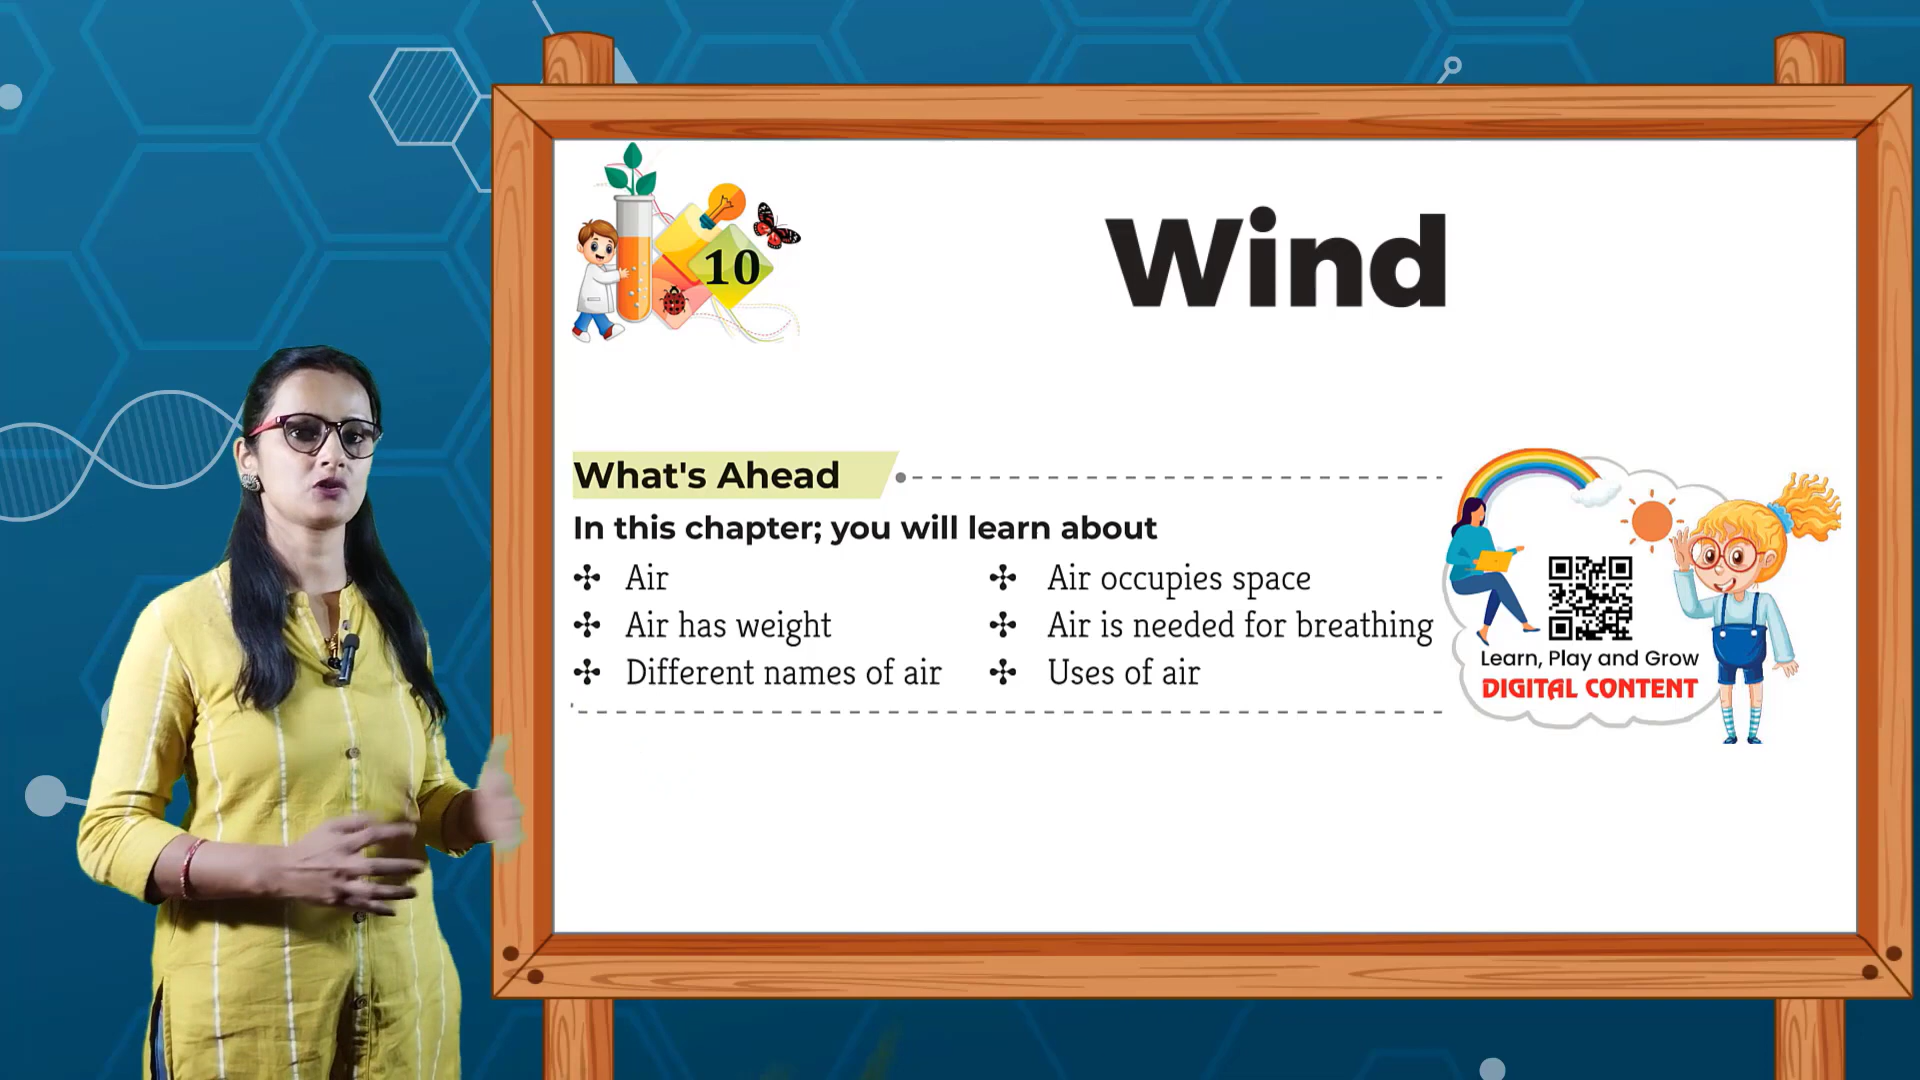 10
Wind
What's Ahead
In this chapter; you will learn about
Air
Air occupies space
Air has weight
Air is needed for breathing
Different names of air
Uses of air
Learn, Play and Grow
DIGITAL CONTENT